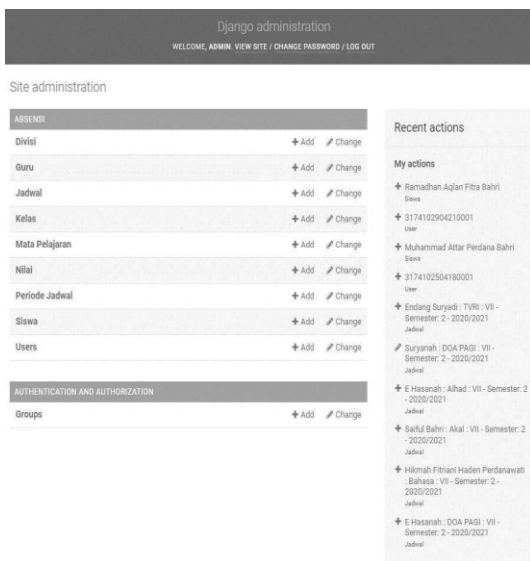 Django administration
WELCOME, ADMIN. VIEW SITE / CHANGE PASSWORD / LOG OUT
Site administration
ABSENSI
Divisi + Add Change
Guru + Add Change
Jadwal + Add Change
Kelas + Add Change
Mata Pelajaran + Add Change
Nilai + Add Change
Periode Jadwal + Add Change
Siswa + Add Change
Users + Add Change
AUTHENTICATION AND AUTHORIZATION
Groups + Add Change
Recent actions
My actions
+ Ramadhan Aqlan Fitra Bahri
Siswa
+ 3174102904210001
User
+ Muhammad Attar Perdana Bahri
Siswa
+ 3174102504180001
User
+ Endang Suryadi : TVRI : VII -
Semester: 2 - 2020/2021
Jadwal
Suryanah : DOA PAGI : VII -
Semester: 2 - 2020/2021
Jadwal
+ E Hasanah : Alhad : VII - Semester: 2
- 2020/2021
Jadwal
+ Saiful Bahri : Akal : VII - Semester: 2
- 2020/2021
Jadwal
+ Hikmah Fitriani Haden Perdanawati
: Bahasa : VII - Semester: 2 -
2020/2021
Jadwal
+ E Hasanah : DOA PAGI : VII -
Semester: 2 - 2020/2021
Jadwal